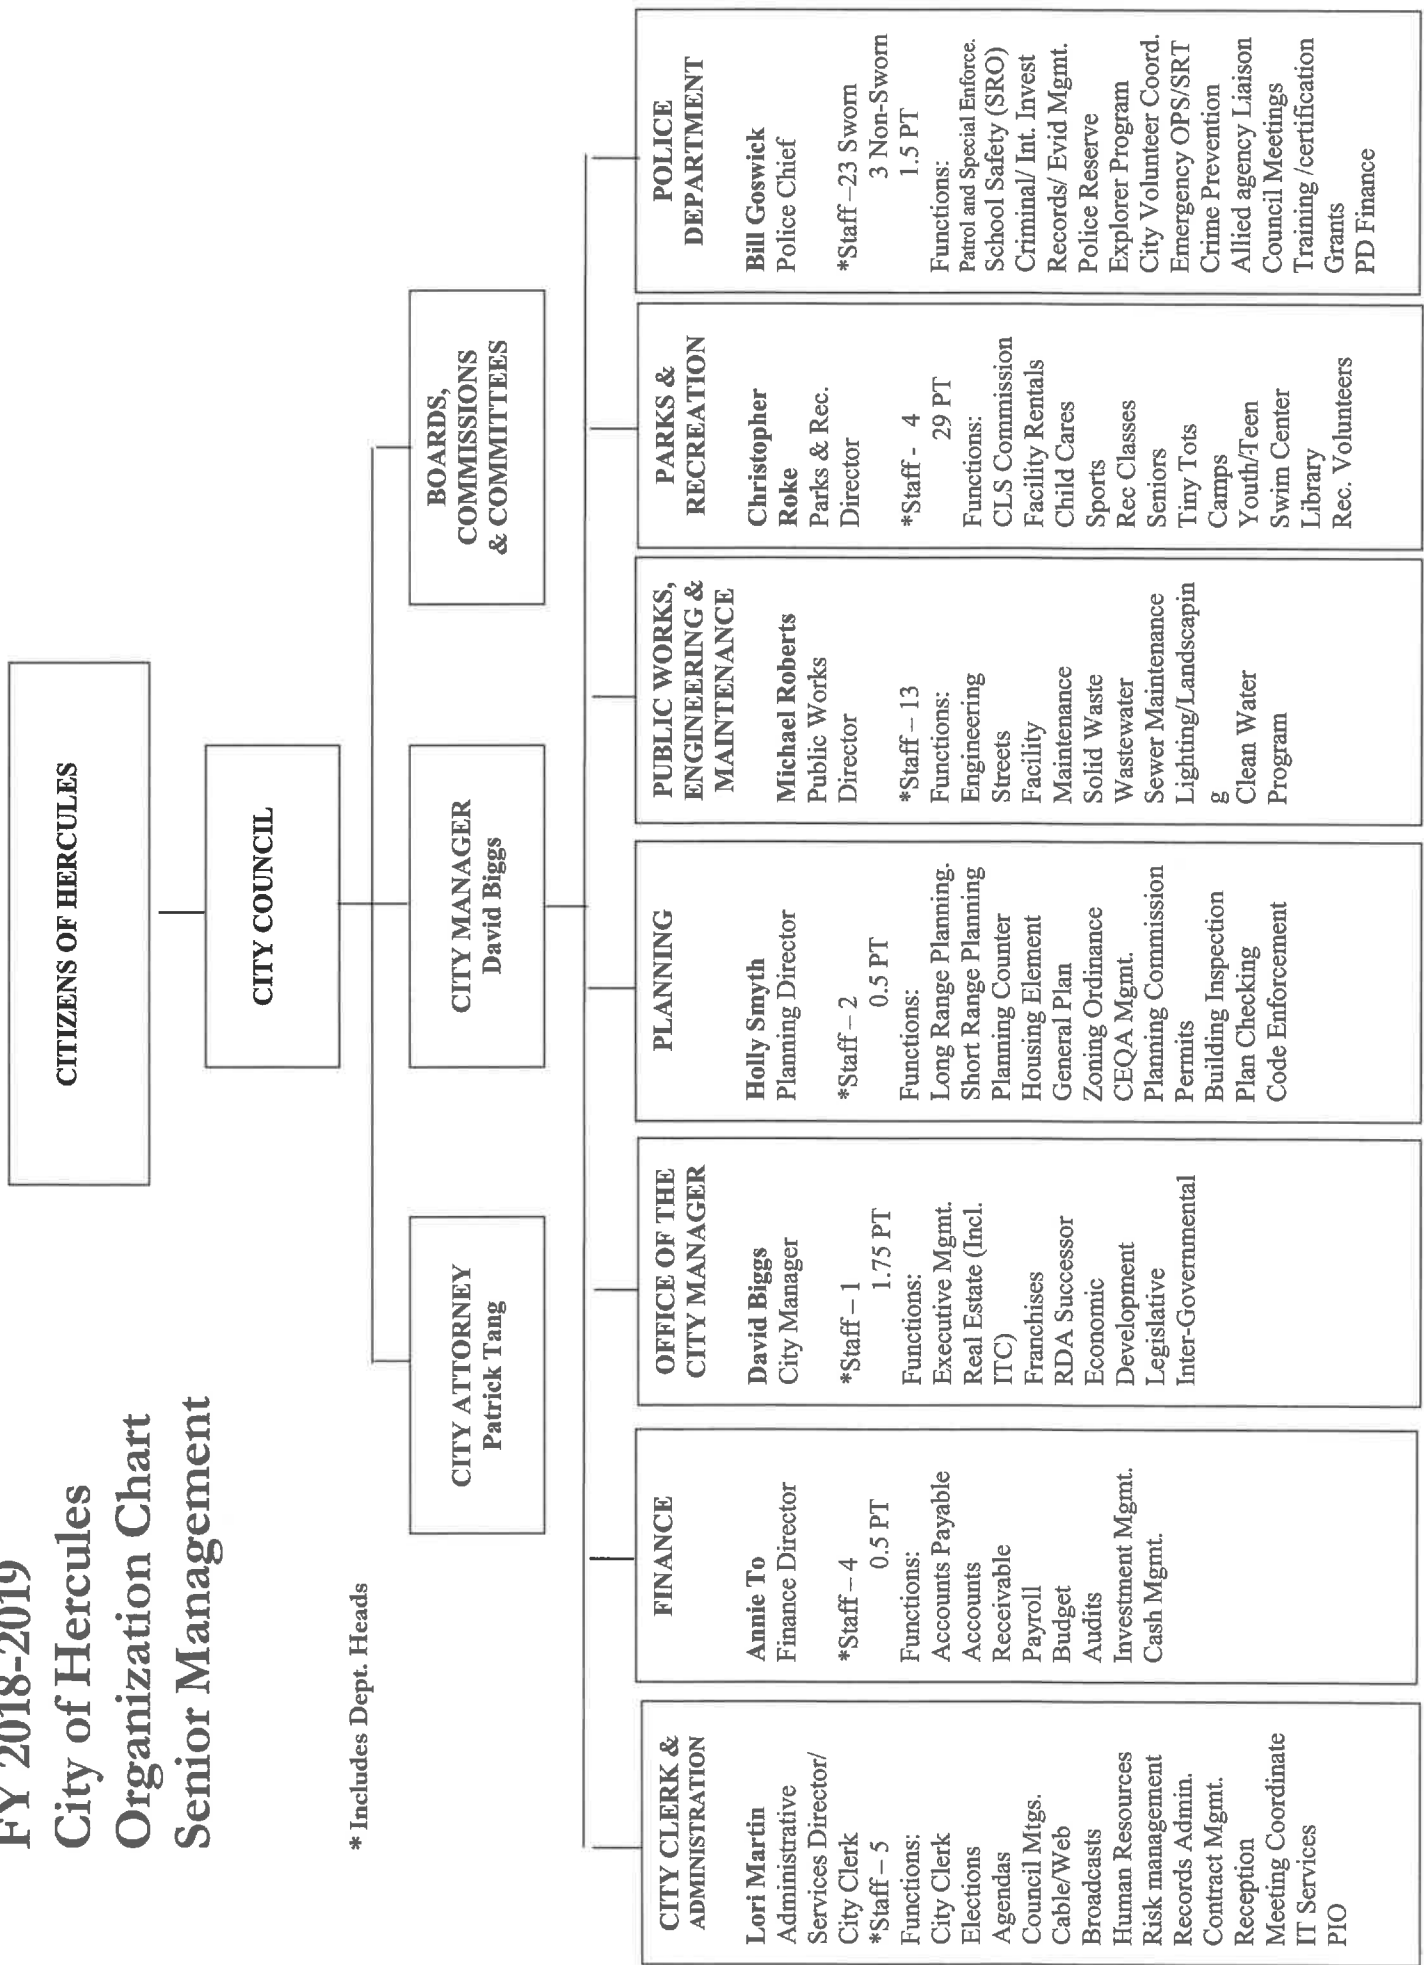 FY 2018-2019
City of Hercules
Organization Chart
Senior Management
* Includes Dept. Heads
CITIZENS OF HERCULES
CITY COUNCIL
CITY ATTORNEY
Patrick Tang
CITY MANAGER
David Biggs
BOARDS,
COMMISSIONS
& COMMITTEES
CITY CLERK &
ADMINISTRATION
Lori Martin
Administrative
Services Director/
City Clerk
*Staff – 5
Functions:
City Clerk
Elections
Agendas
Council Mtgs.
Cable/Web
Broadcasts
Human Resources
Risk management
Records Admin.
Contract Mgmt.
Reception
Meeting Coordinate
IT Services
PIO
FINANCE
Annie To
Finance Director
*Staff – 4
0.5 PT
Functions:
Accounts Payable
Accounts
Receivable
Payroll
Budget
Audits
Investment Mgmt.
Cash Mgmt.
OFFICE OF THE
CITY MANAGER
David Biggs
City Manager
*Staff – 1
1.75 PT
Functions:
Executive Mgmt.
Real Estate (Incl.
ITC)
Franchises
RDA Successor
Economic
Development
Legislative
Inter-Governmental
PLANNING
Holly Smyth
Planning Director
*Staff – 2
0.5 PT
Functions:
Long Range Planning.
Short Range Planning
Planning Counter
Housing Element
General Plan
Zoning Ordinance
CEQA Mgmt.
Planning Commission
Permits
Building Inspection
Plan Checking
Code Enforcement
PUBLIC WORKS,
ENGINEERING &
MAINTENANCE
Michael Roberts
Public Works
Director
*Staff – 13
Functions:
Engineering
Streets
Facility
Maintenance
Solid Waste
Wastewater
Sewer Maintenance
Lighting/Landscapin
g
Clean Water
Program
PARKS &
RECREATION
Christopher
Roke
Parks & Rec.
Director
*Staff - 4
29 PT
Functions:
CLS Commission
Facility Rentals
Child Cares
Sports
Rec Classes
Seniors
Tiny Tots
Camps
Youth/Teen
Swim Center
Library
Rec. Volunteers
POLICE
DEPARTMENT
Bill Goswick
Police Chief
*Staff –23 Sworn
3 Non-Sworn
1.5 PT
Functions:
Patrol and Special Enforce.
School Safety (SRO)
Criminal/ Int. Invest
Records/ Evid Mgmt.
Police Reserve
Explorer Program
City Volunteer Coord.
Emergency OPS/SRT
Crime Prevention
Allied agency Liaison
Council Meetings
Training /certification
Grants
PD Finance